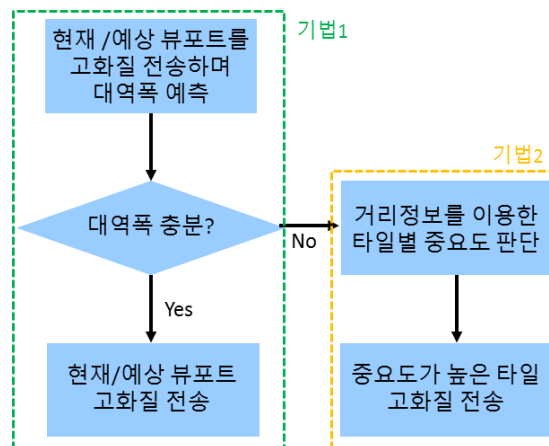 현재 /예상 뷰포트를
고화질 전송하며
대역폭 예측
기법1
기법2
대역폭 충분?
No
거리정보를 이용한
타일별 중요도 판단
Yes
현재/예상 뷰포트
고화질 전송
중요도가 높은 타일
고화질 전송